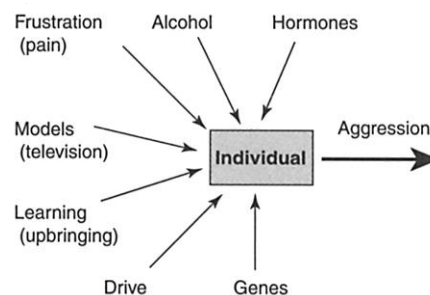 Frustration
(pain)
Alcohol
Hormones
Models
(television)
Individual
Aggression
Learning
(upbringing)
Drive
Genes